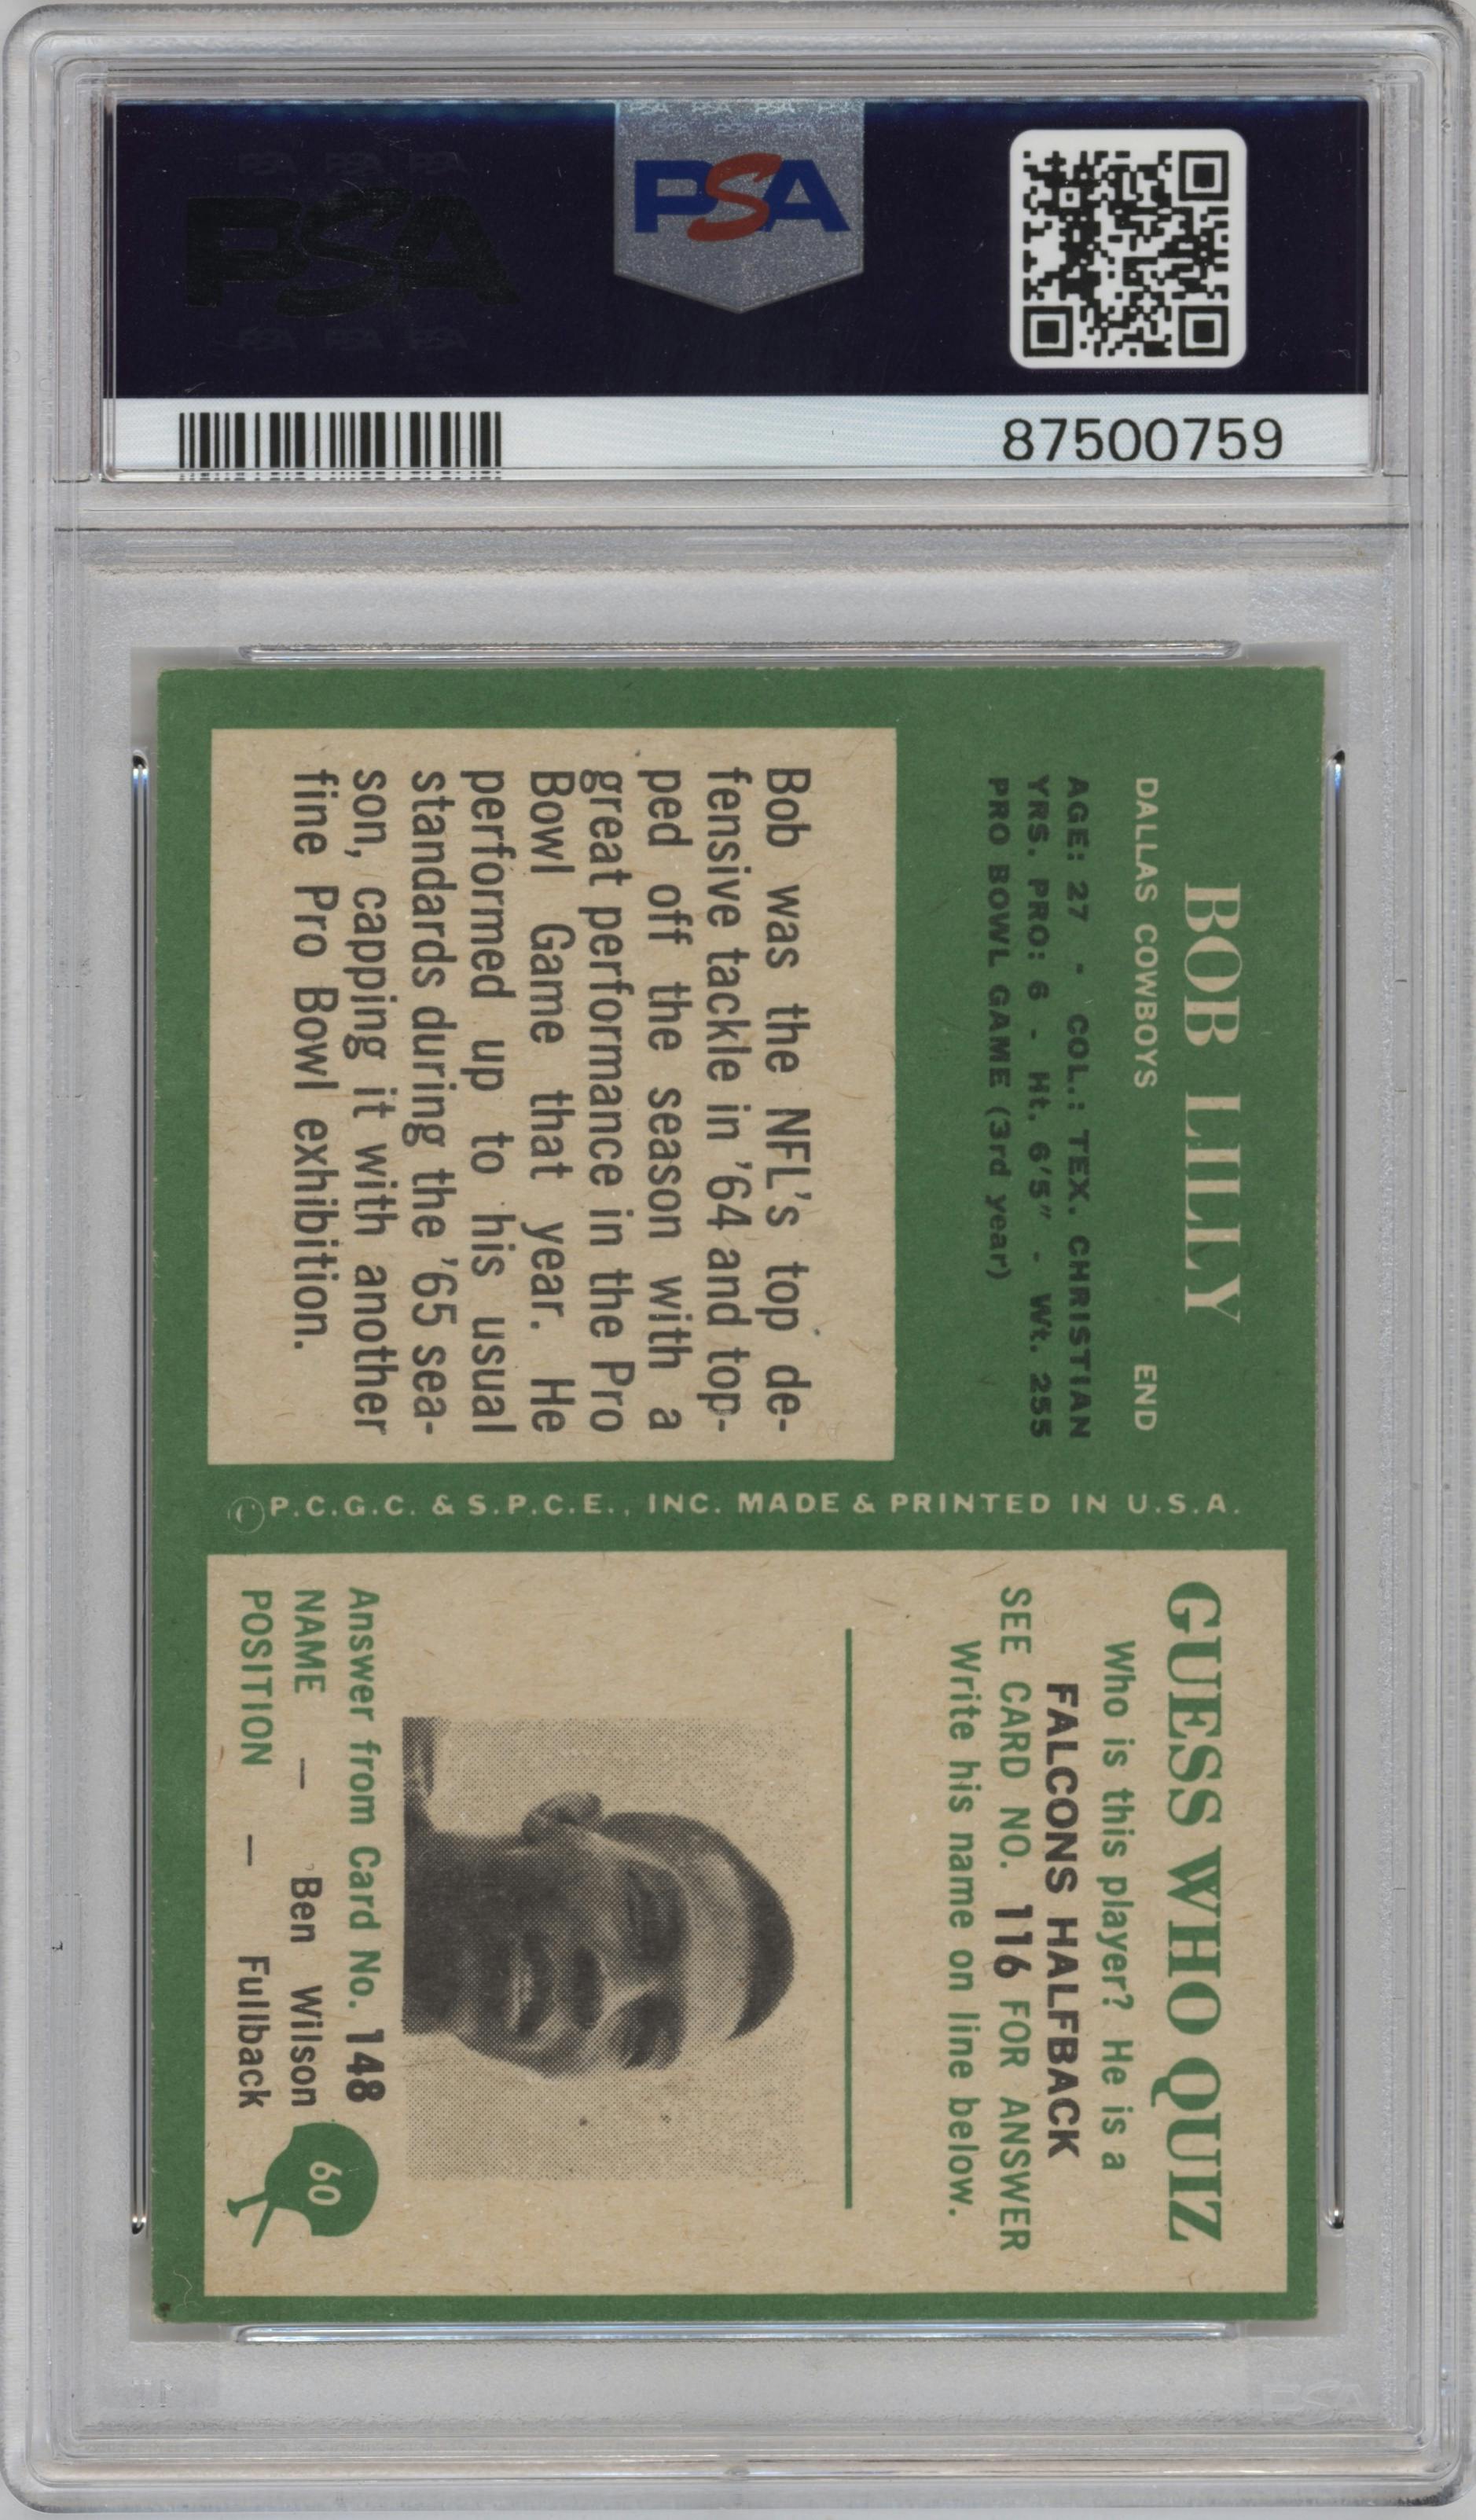 PSA
PSA
87500759
BOB LILLY
DALLAS COWBOYS END
AGE: 27 - COL.: TEX. CHRISTIAN
YRS. PRO: 6 - Ht. 6'5" - Wt. 255
PRO BOWL GAME (3rd year)
Bob was the NFL's top de-
fensive tackle in '64 and top-
ped off the season with a
great performance in the Pro
Bowl Game that year. He
performed up to his usual
standards during the '65 sea-
son, capping it with another
fine Pro Bowl exhibition.
©P.C.G.C. & S.P.C.E., INC. MADE & PRINTED IN U.S.A.
GUESS WHO QUIZ
Who is this player? He is a
FALCONS HALFBACK
SEE CARD NO. 116 FOR ANSWER
Write his name on line below.
Answer from Card No. 148
NAME — Ben Wilson
POSITION — Fullback
60
PSA